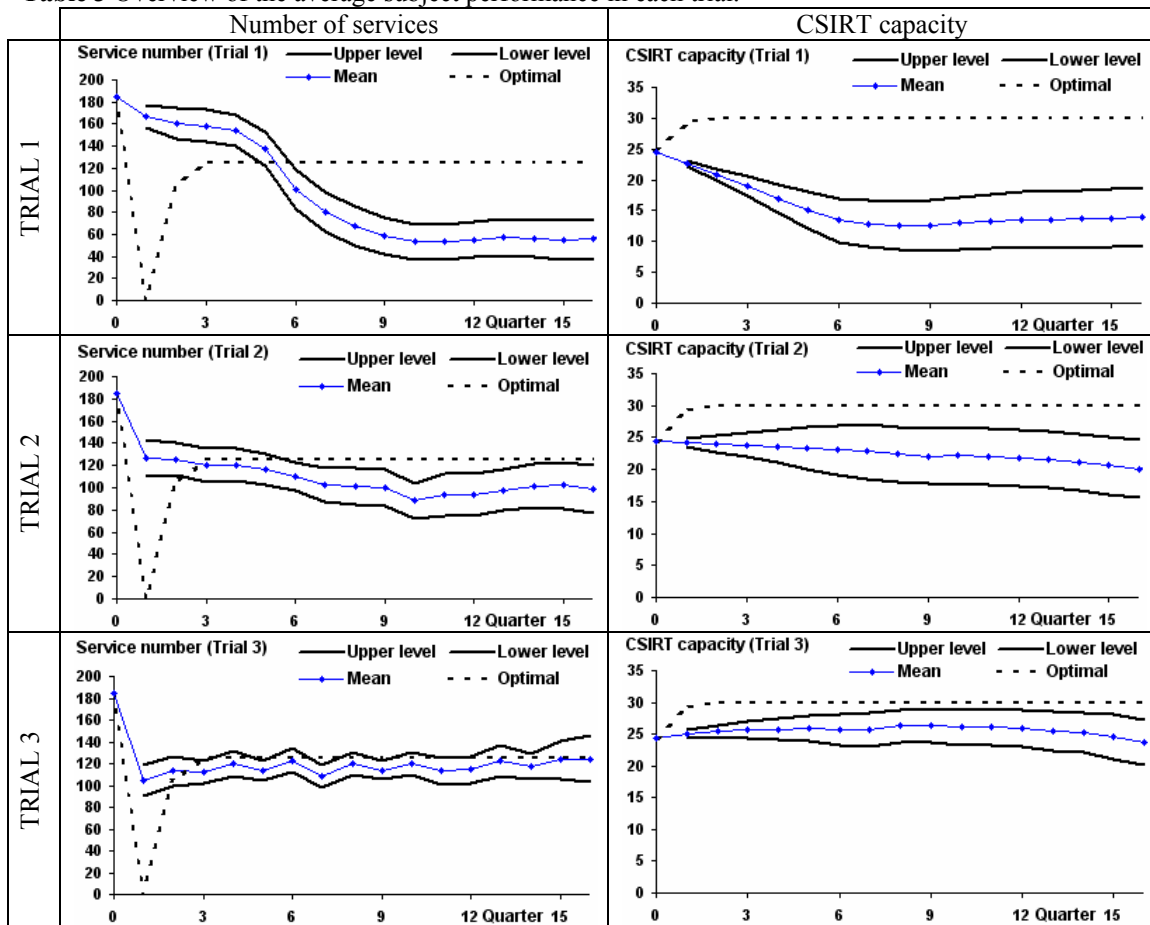 Table 3 Overview of the average subject performance in each trial.
Number of services CSIRT capacity
TRIAL 1
Service number (Trial 1) Upper level Lower level
Mean Optimal
200
180
160
140
120
100
80
60
40
20
0
0 3 6 9 12 Quarter 15
CSIRT capacity (Trial 1) Upper level Lower level
Mean Optimal
35
30
25
20
15
10
5
0
0 3 6 9 12 Quarter 15
TRIAL 2
Service number (Trial 2) Upper level Lower level
Mean Optimal
200
180
160
140
120
100
80
60
40
20
0
0 3 6 9 12 Quarter 15
CSIRT capacity (Trial 2) Upper level Lower level
Mean Optimal
35
30
25
20
15
10
5
0
0 3 6 9 12 Quarter 15
TRIAL 3
Service number (Trial 3) Upper level Lower level
Mean Optimal
200
180
160
140
120
100
80
60
40
20
0
0 3 6 9 12 Quarter 15
CSIRT capacity (Trial 3) Upper level Lower level
Mean Optimal
35
30
25
20
15
10
5
0
0 3 6 9 12 Quarter 15